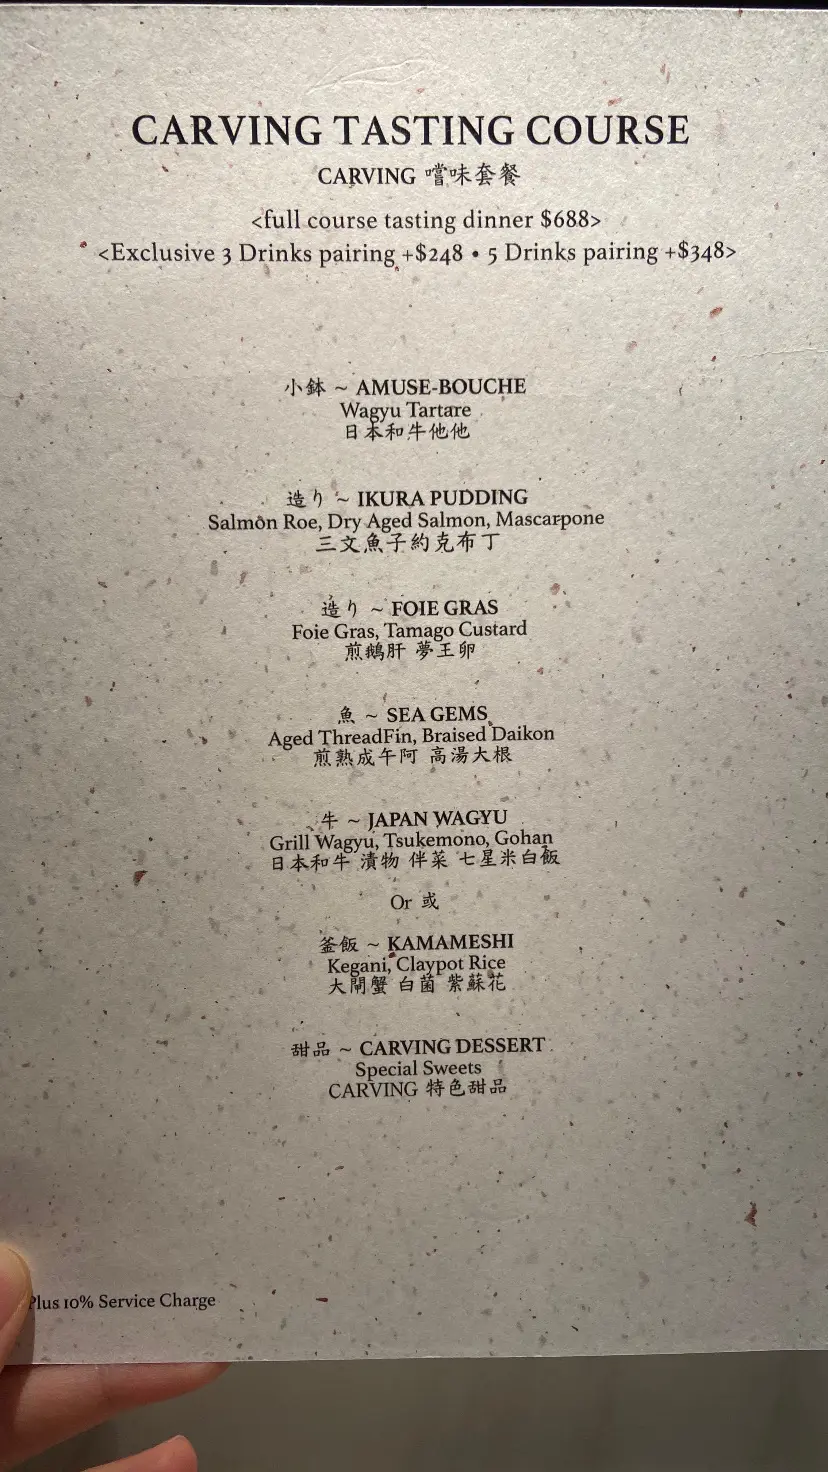 CARVING TASTING COURSE
CARVING 嚐味套餐
<full course tasting dinner $688>
<Exclusive 3 Drinks pairing +$248 • 5 Drinks pairing +$348>
小鉢 ~ AMUSE-BOUCHE
Wagyu Tartare
日本和牛他他
造り ~ IKURA PUDDING
Salmon Roe, Dry Aged Salmon, Mascarpone
三文魚子約克布丁
造り ~ FOIE GRAS
Foie Gras, Tamago Custard
煎鵝肝 夢王卵
魚 ~ SEA GEMS
Aged ThreadFin, Braised Daikon
煎熟成午阿 高湯大根
牛 ~ JAPAN WAGYU
Grill Wagyu, Tsukemono, Gohan
日本和牛 漬物 伴菜 七星米白飯
Or 或
釜飯 ~ KAMAMESHI
Kegani, Claypot Rice
大閘蟹 白菌 紫蘇花
甜品 ~ CARVING DESSERT
Special Sweets
CARVING 特色甜品
Plus 10% Service Charge